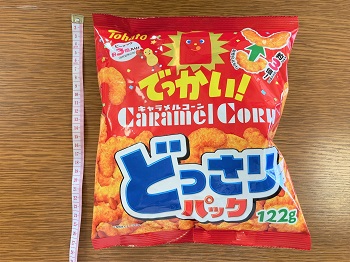 Tohato
でっかい!
キャラメルコーン
Caramel Corn
どっさり
パック
122g